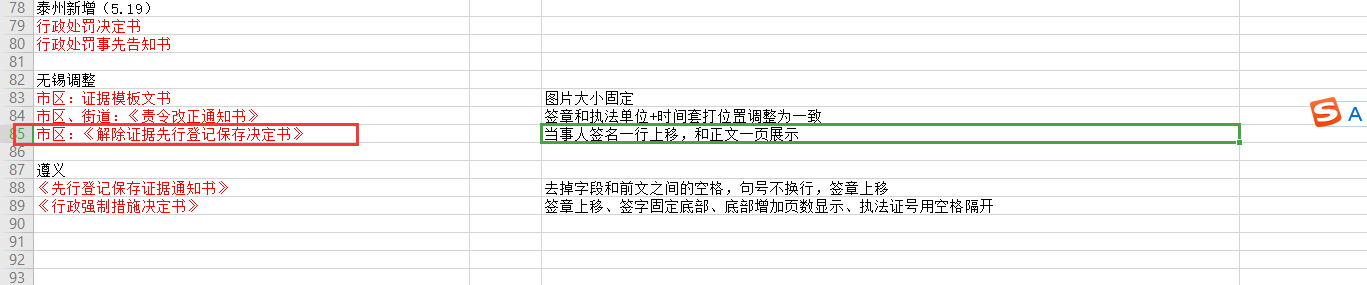 78 泰州新增（5.19）
79 行政处罚决定书
80 行政处罚事先告知书
81
82 无锡调整
83 市区：证据模板文书 图片大小固定
84 市区、街道：《责令改正通知书》 签章和执法单位+时间套打位置调整为一致
85 市区：《解除证据先行登记保存决定书》 当事人签名一行上移，和正文一页展示
86
87 遵义
88 《先行登记保存证据通知书》 去掉字段和前文之间的空格，句号不换行，签章上移
89 《行政强制措施决定书》 签章上移、签字固定底部、底部增加页数显示、执法证号用空格隔开
90
91
92
93
S A